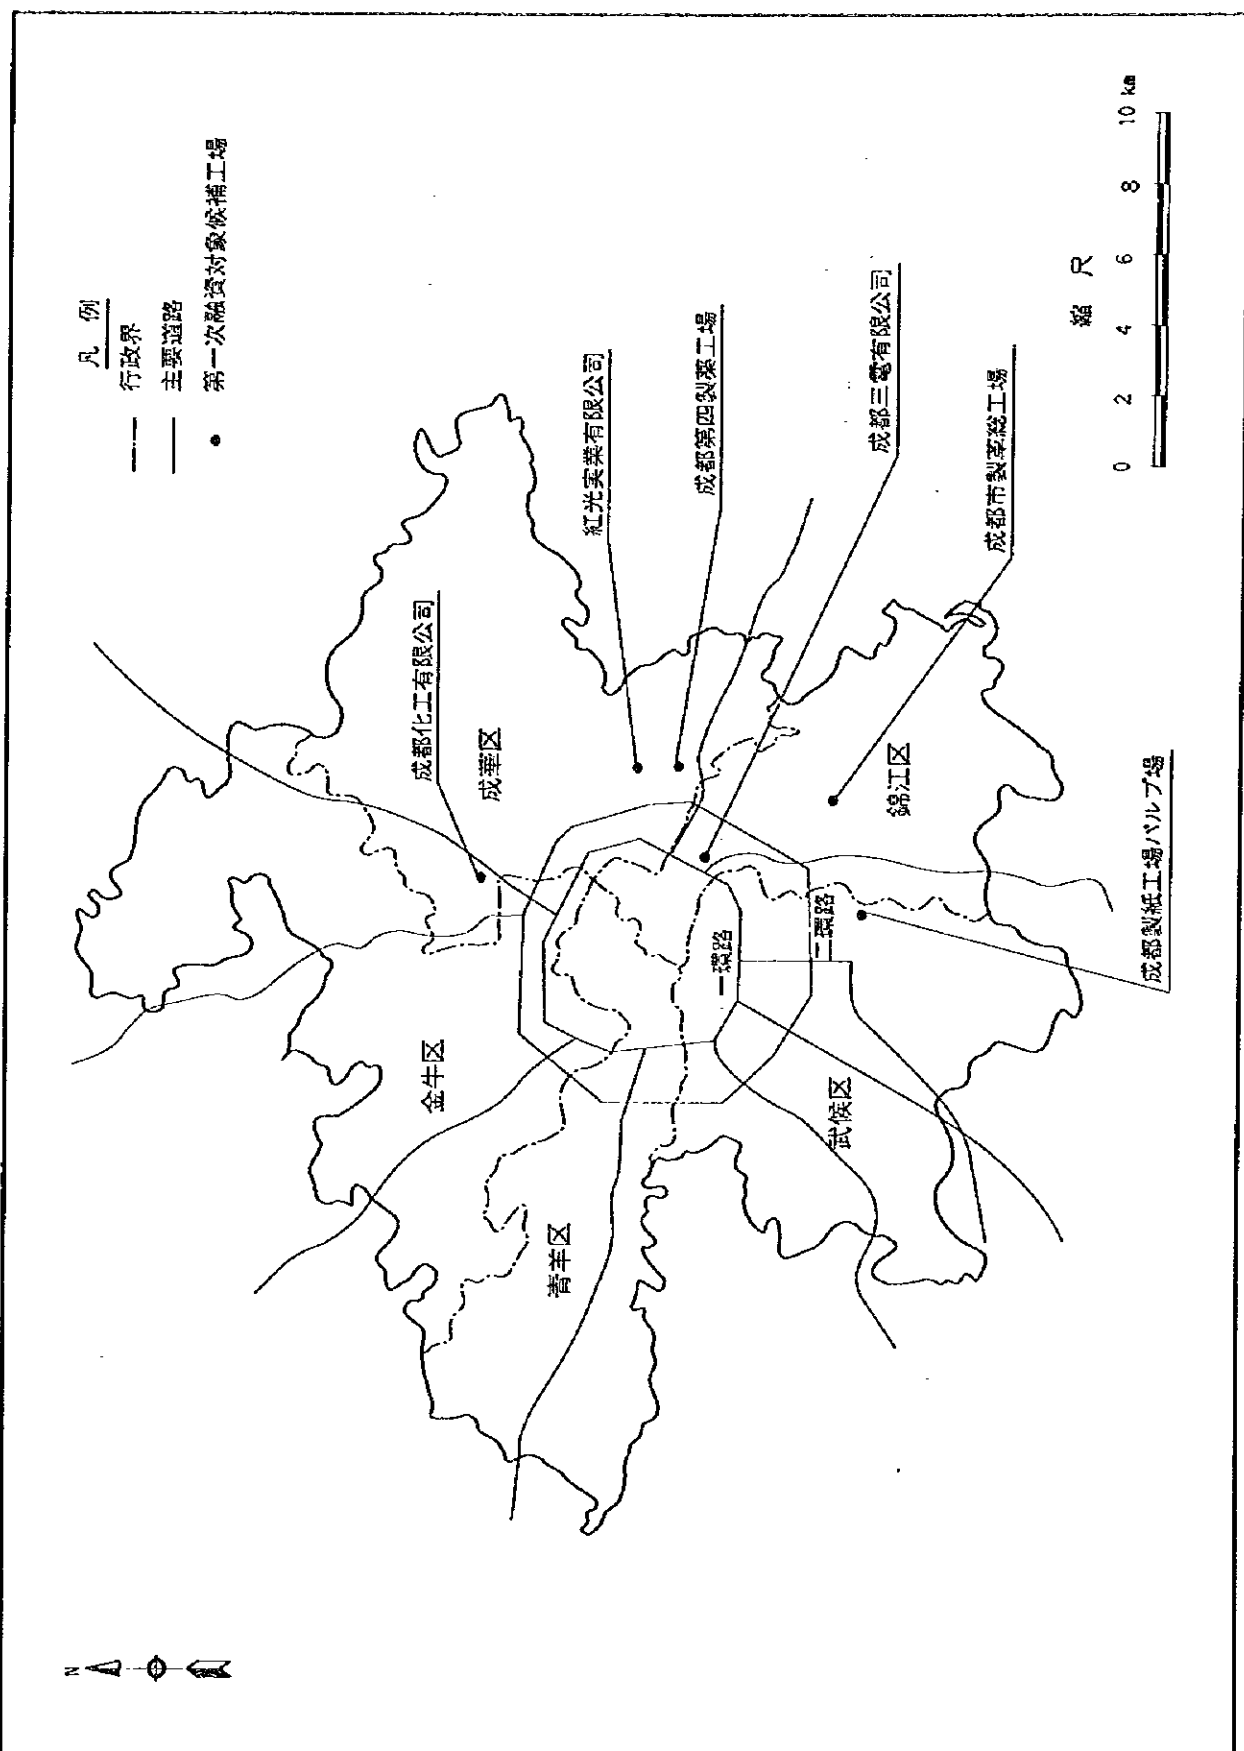 N
凡 例
行政界
主要道路
第一次融資対象候補工場
成都化工有限公司
紅光実業有限公司
成都第四製薬工場
成都三電有限公司
成都市製革総工場
成都製紙工場パルプ場
成華区
金牛区
青羊区
武侯区
錦江区
一環路
二環路
縮 尺
0 2 4 6 8 10 km